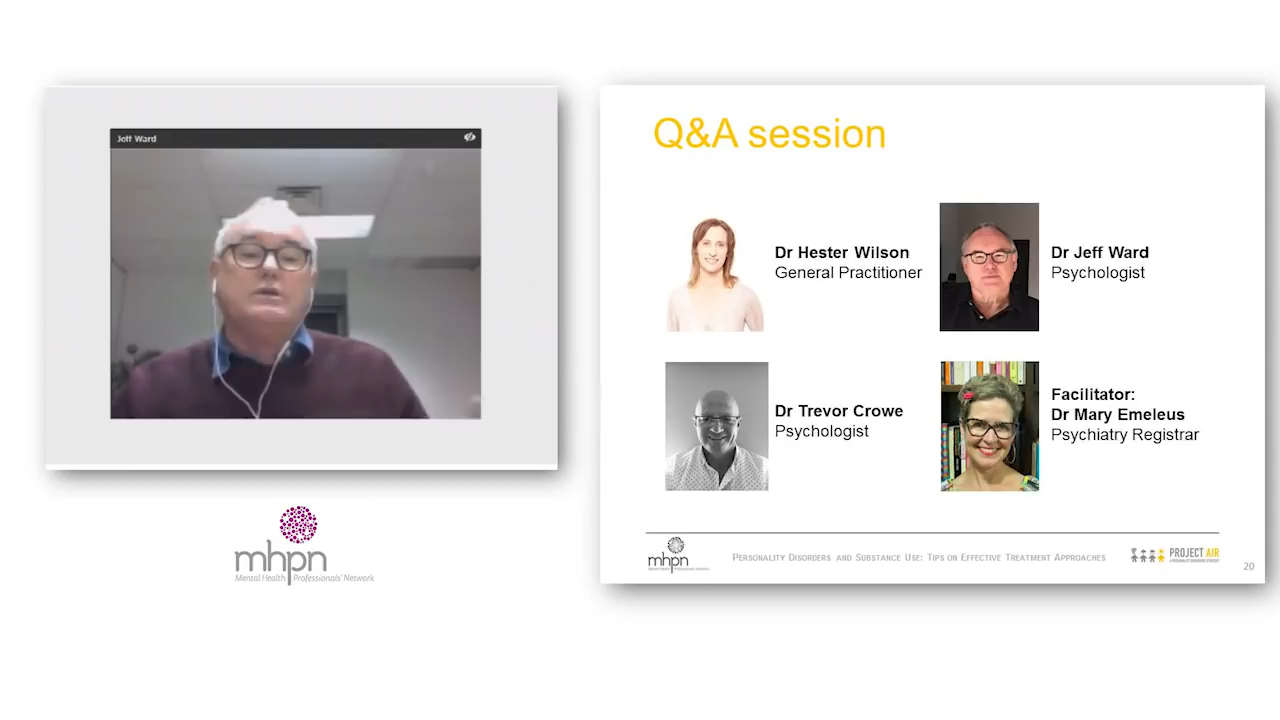 Jeff Ward
mhpn
Mental Health Professionals' Network
Q&A session
Dr Hester Wilson
General Practitioner
Dr Jeff Ward
Psychologist
Dr Trevor Crowe
Psychologist
Facilitator:
Dr Mary Emeleus
Psychiatry Registrar
mhpn
PERSONALITY DISORDERS AND SUBSTANCE USE: TIPS ON EFFECTIVE TREATMENT APPROACHES
PROJECT AIR
20